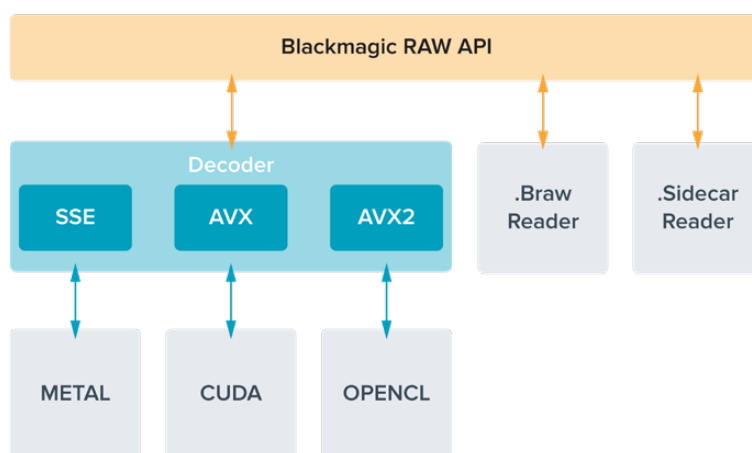 Blackmagic RAW API
Decoder
SSE
AVX
AVX2
.Braw
Reader
.Sidecar
Reader
METAL
CUDA
OPENCL